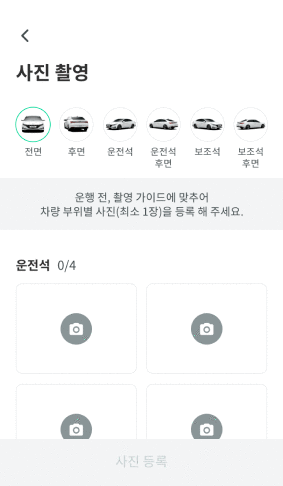 사진 촬영
전면 후면 운전석 운전석 보조석 보조석
후면 후면
운행 전, 촬영 가이드에 맞추어
차량 부위별 사진(최소 1장)을 등록 해 주세요.
운전석 0/4
사진 등록